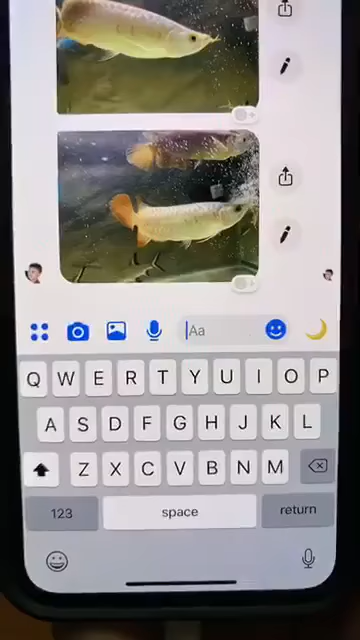 Aa
Q W E R T Y U I O P
A S D F G H J K L
Z X C V B N M
123 space return